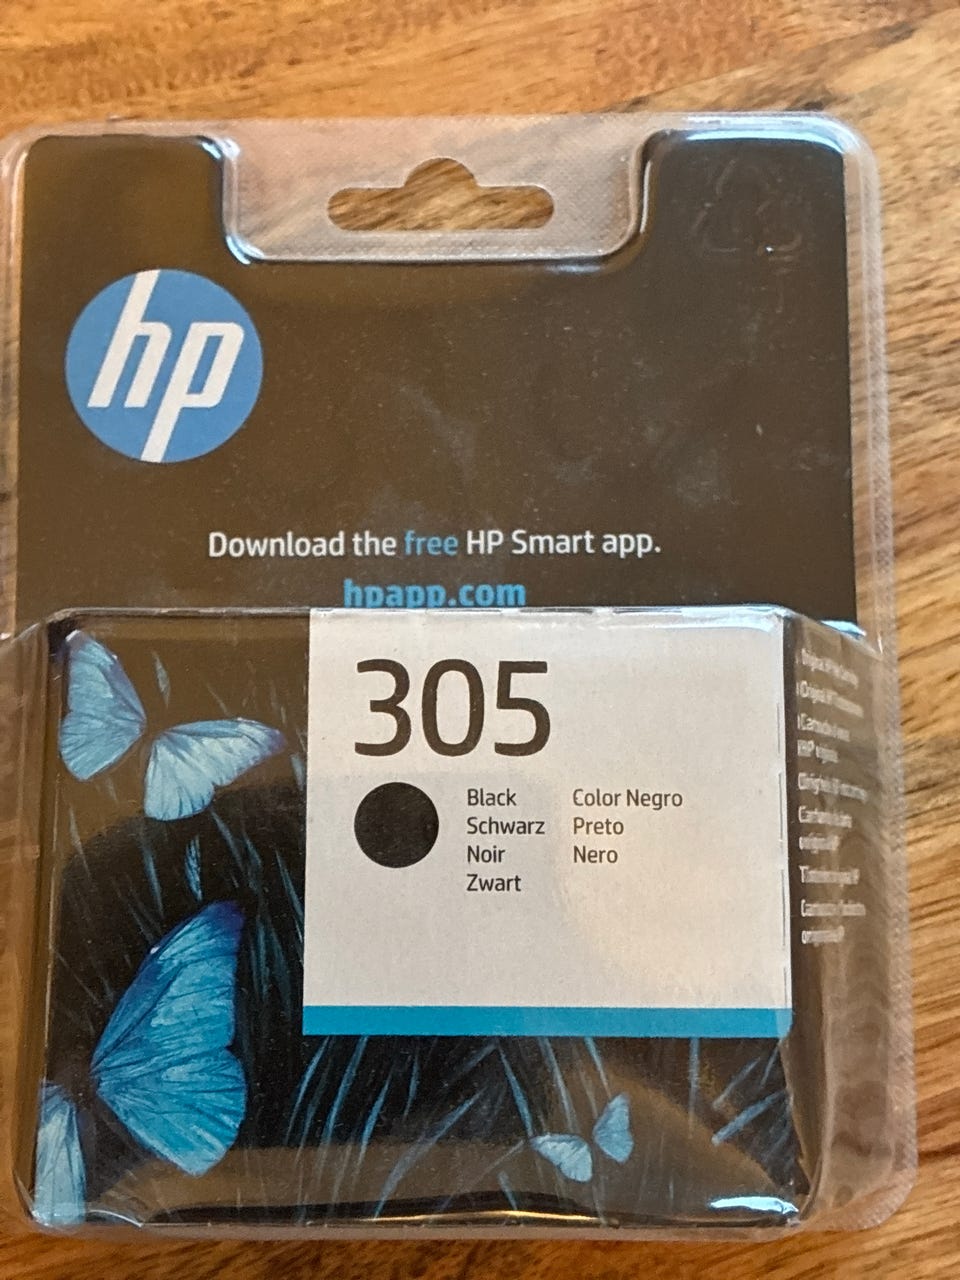 hp
Download the free HP Smart app.
hpapp.com
305
Black
Schwarz
Noir
Zwart
Color Negro
Preto
Nero